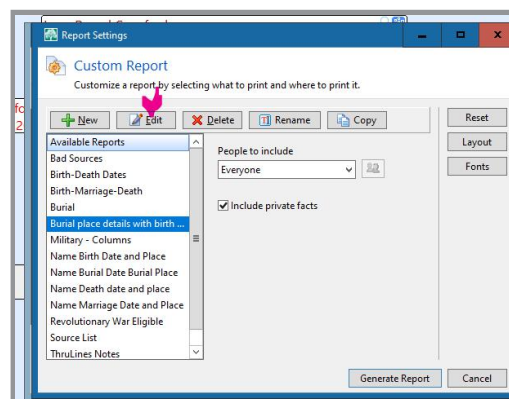 Report Settings
Custom Report
Customize a report by selecting what to print and where to print it.
New Edit Delete Rename Copy
Reset
Layout
Fonts
Available Reports
Bad Sources
Birth-Death Dates
Birth-Marriage-Death
Burial
Burial place details with birth ...
Military - Columns
Name Birth Date and Place
Name Burial Date Burial Place
Name Death date and place
Name Marriage Date and Place
Revolutionary War Eligible
Source List
ThruLines Notes
People to include
Everyone
Include private facts
Generate Report Cancel